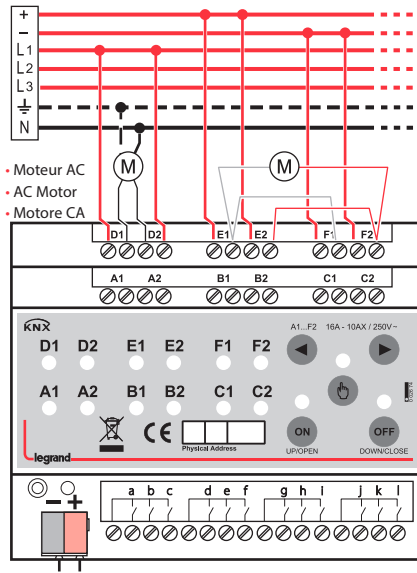 +
−
L1
L2
L3
N
M M
• Moteur AC
• AC Motor
• Motore CA
D1 D2 E1 E2 F1 F2
A1 A2 B1 B2 C1 C2
KNX
A1...F2 16A - 10AX / 250V~
D1 D2 E1 E2 F1 F2
A1 A2 B1 B2 C1 C2
CE
Physical Address
ON OFF
UP/OPEN DOWN/CLOSE
legrand
a b c d e f g h i j k l
− +